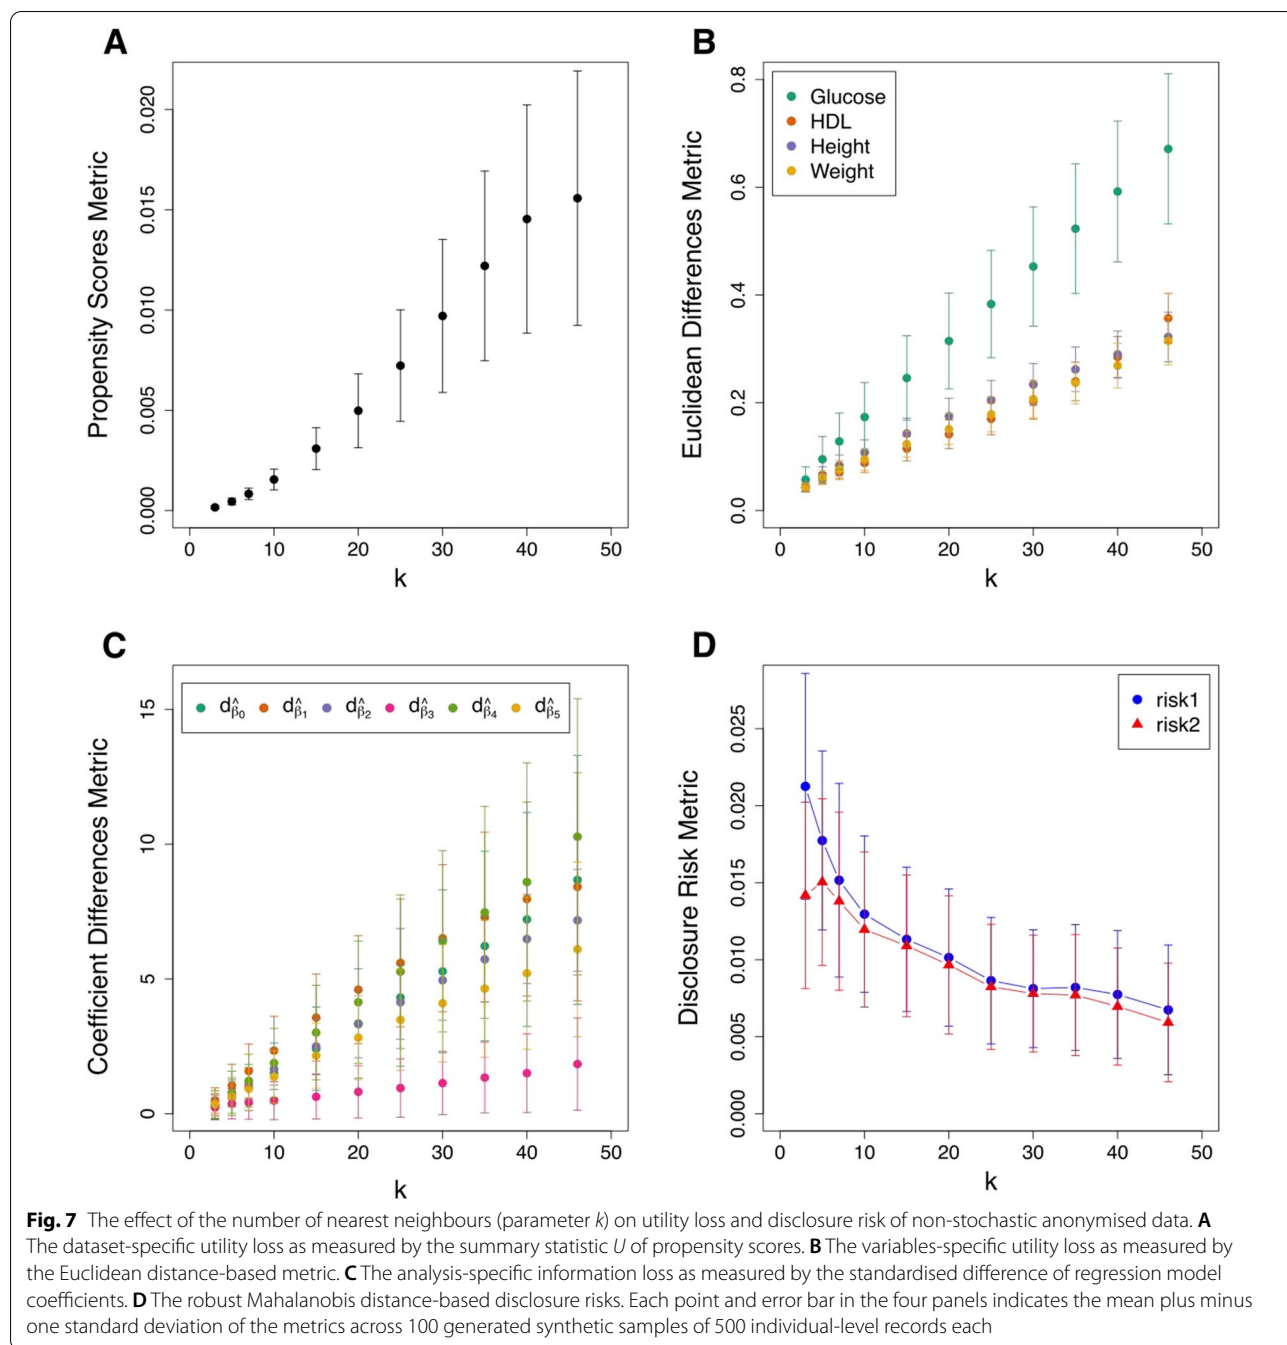 A
Propensity Scores Metric
0.020
0.015
0.010
0.005
0.000
0 10 20 30 40 50
k
B
Euclidean Differences Metric
0.8
0.6
0.4
0.2
0.0
Glucose
HDL
Height
Weight
0 10 20 30 40 50
k
C
Coefficient Differences Metric
15
10
5
0
d_β̂0 d_β̂1 d_β̂2 d_β̂3 d_β̂4 d_β̂5
0 10 20 30 40 50
k
D
Disclosure Risk Metric
0.025
0.020
0.015
0.010
0.005
0.000
risk1
risk2
0 10 20 30 40 50
k
Fig. 7 The effect of the number of nearest neighbours (parameter k) on utility loss and disclosure risk of non-stochastic anonymised data. A
The dataset-specific utility loss as measured by the summary statistic U of propensity scores. B The variables-specific utility loss as measured by
the Euclidean distance-based metric. C The analysis-specific information loss as measured by the standardised difference of regression model
coefficients. D The robust Mahalanobis distance-based disclosure risks. Each point and error bar in the four panels indicates the mean plus minus
one standard deviation of the metrics across 100 generated synthetic samples of 500 individual-level records each